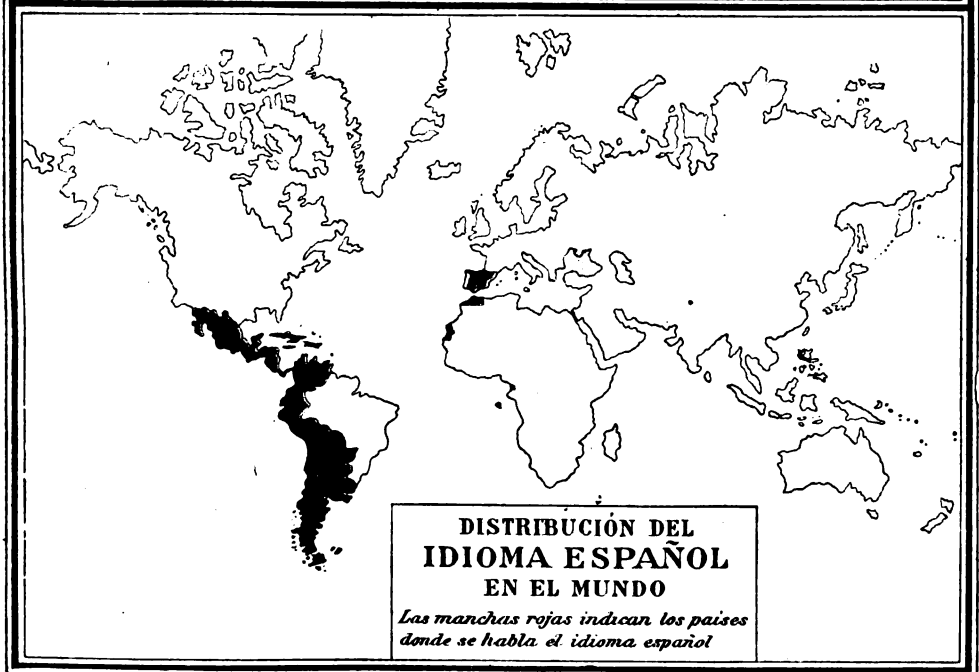 DISTRIBUCIÓN DEL
IDIOMA ESPAÑOL
EN EL MUNDO
Las manchas rojas indican los paises
donde se habla el idioma español